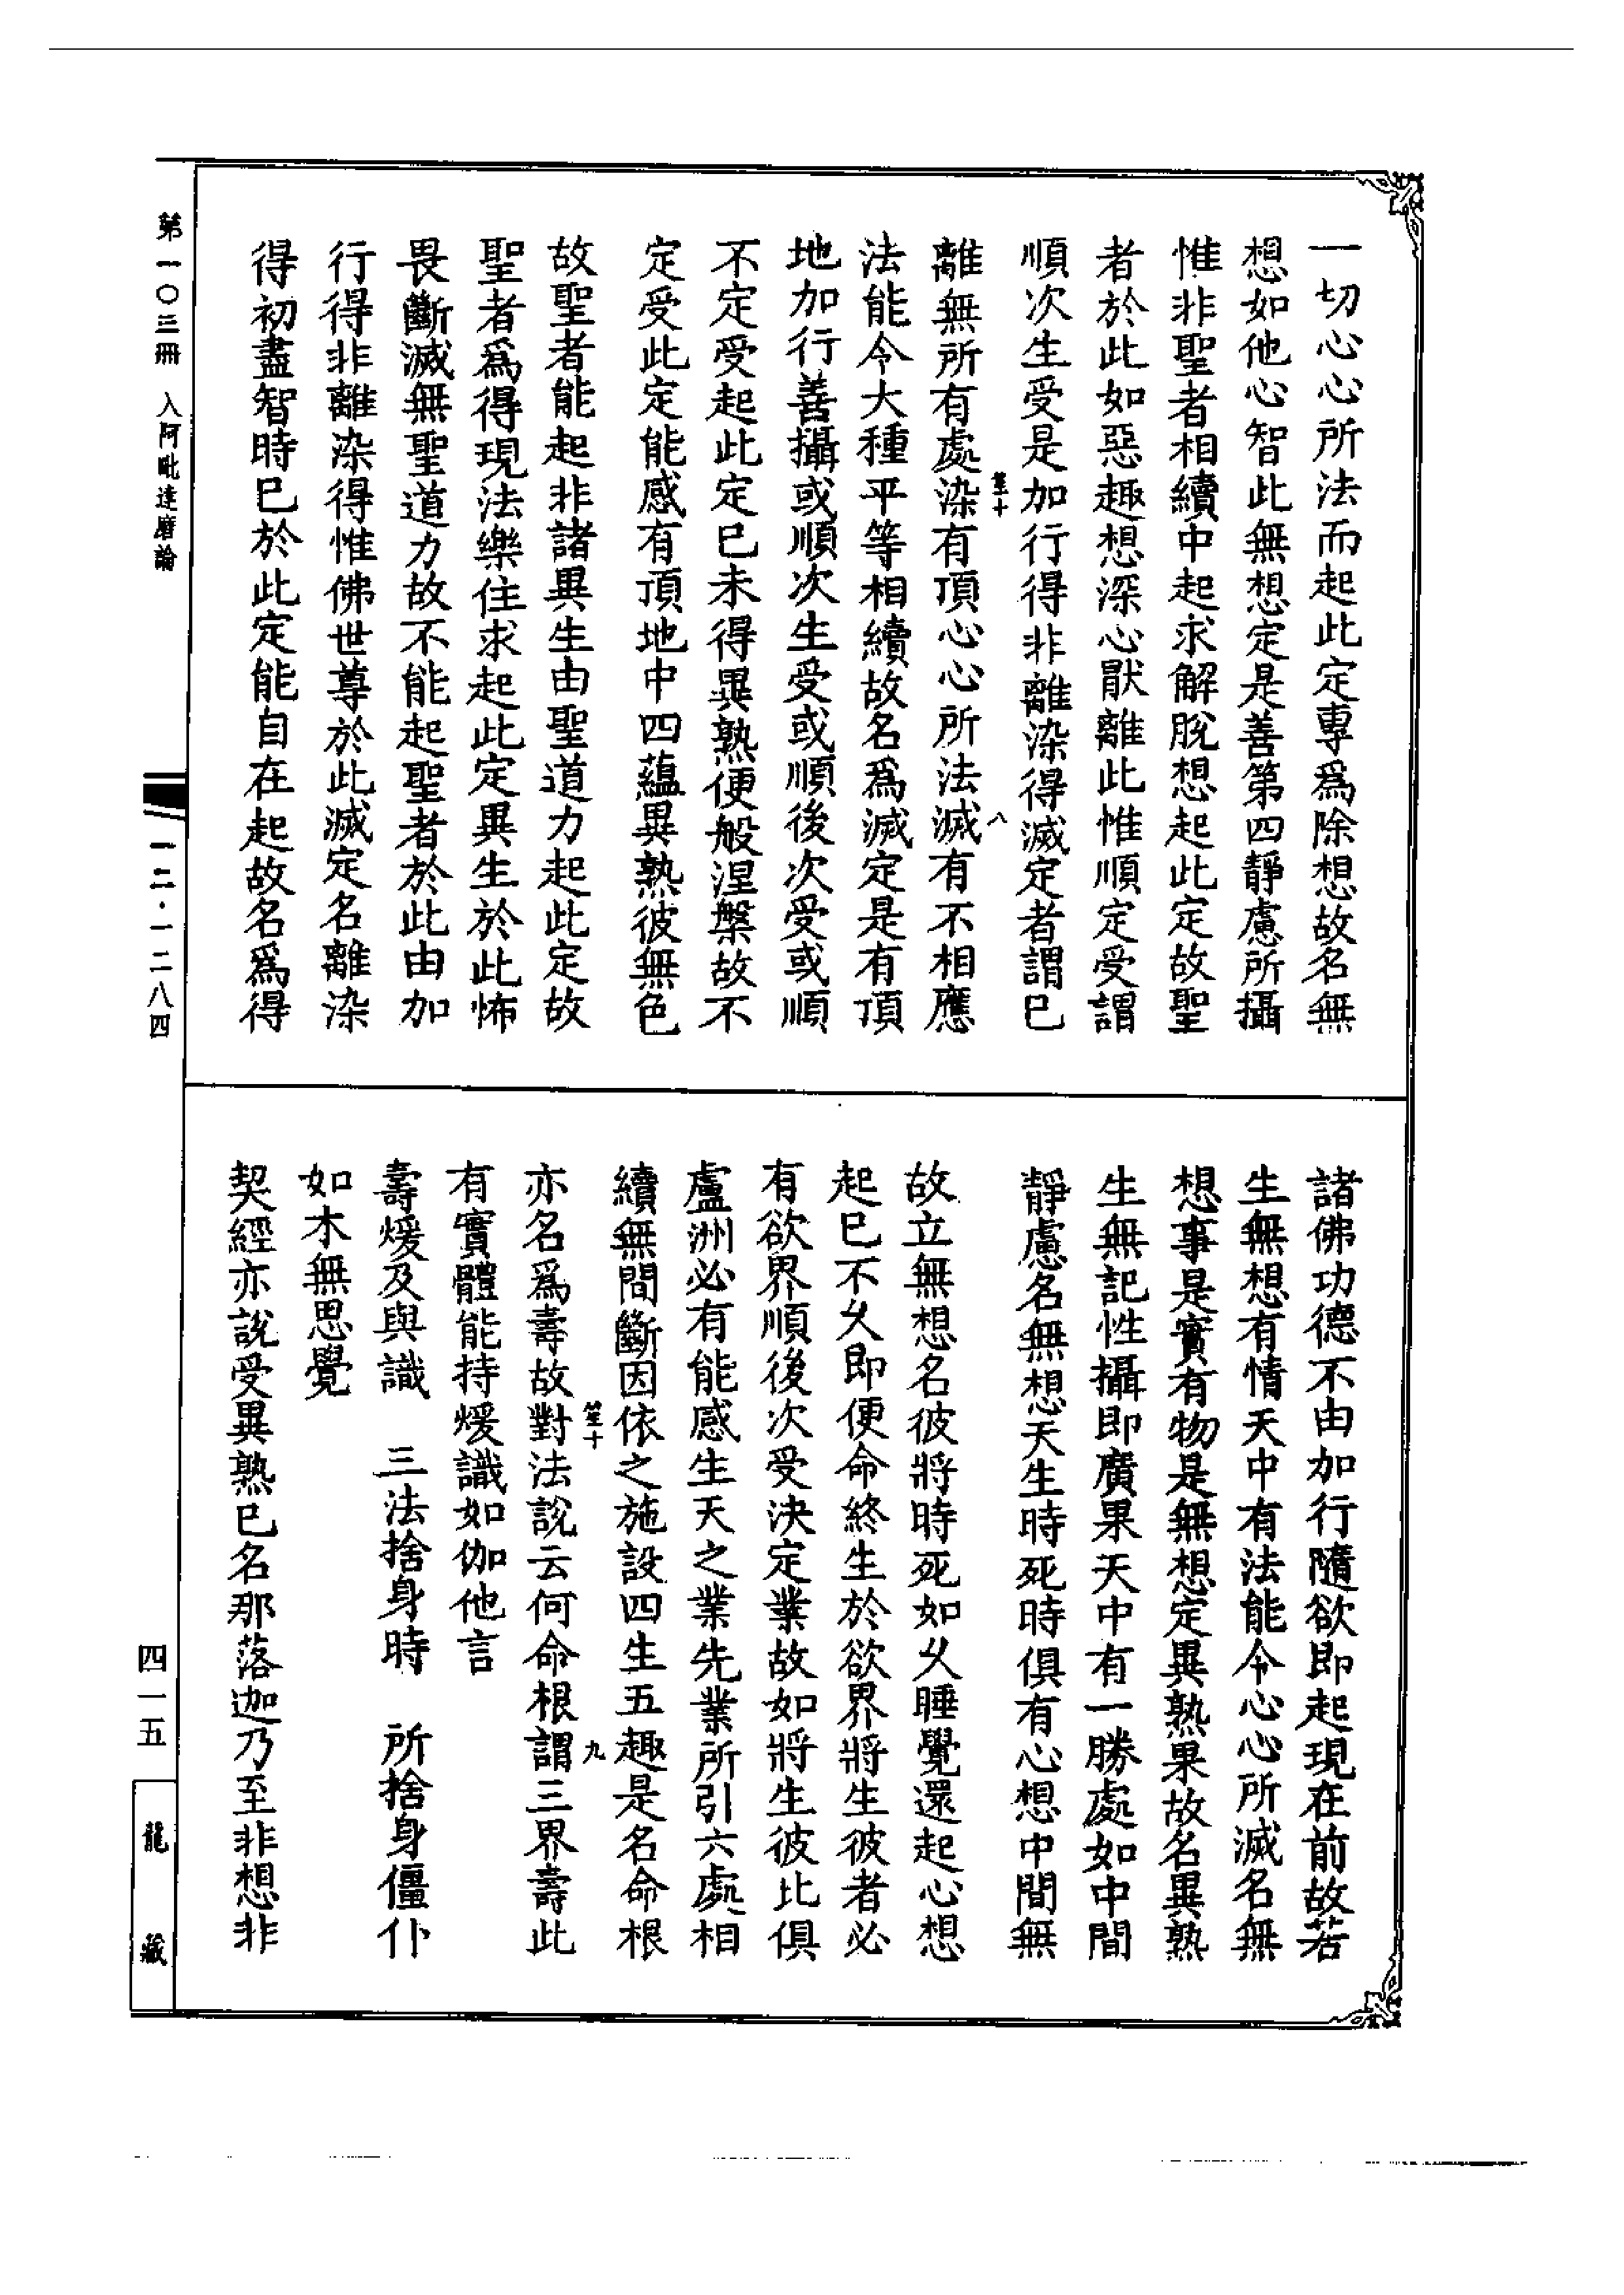 一切心心所法而起此定專爲除想故名無
想如他心智此無想定是善第四靜慮所攝
惟非聖者相續中起求解脫想起此定故聖
者於此如惡趣想深心厭離此惟順定受謂
順次生受是加行得非離染得滅定者謂已
離無所有處染有頂心心所法滅有不相應
法能令大種平等相續故名爲滅定是有頂
地加行善攝或順次生受或順後次受或順
不定受起此定已未得異熟便般涅槃故不
定受此定能感有頂地中四蘊異熟彼無色
故聖者能起非諸異生由聖道力起此定故
聖者爲得現法樂住求起此定異生於此怖
畏斷滅無聖道力故不能起聖者於此由加
行得非離染得惟佛世尊於此滅定名離染
得初盡智時已於此定能自在起故名爲得
諸佛功德不由加行隨欲即起現在前故若
生無想有情天中有法能令心心所滅名無
想事是實有物是無想定異熟果故名異熟
生無記性攝即廣果天中有一勝處如中間
靜慮名無想天生時死時俱有心想中間無
故立無想名彼將時死如久睡覺還起心想
起已不久即便命終生於欲界將生彼者必
有欲界順後次受決定業故如將生彼此俱
盧洲必有能感生天之業先業所引六處相
續無間斷因依之施設四生五趣是名命根
亦名爲壽故對法說云何命根謂三界壽此
有實體能持煖識如伽他言
壽煖及與識　三法捨身時　所捨身僵仆
如木無思覺
契經亦說受異熟已名那落迦乃至非想非
笙十
八
笙十
九
第一〇三冊　入阿毗達磨論
一二·一二八四
四一五
龍藏